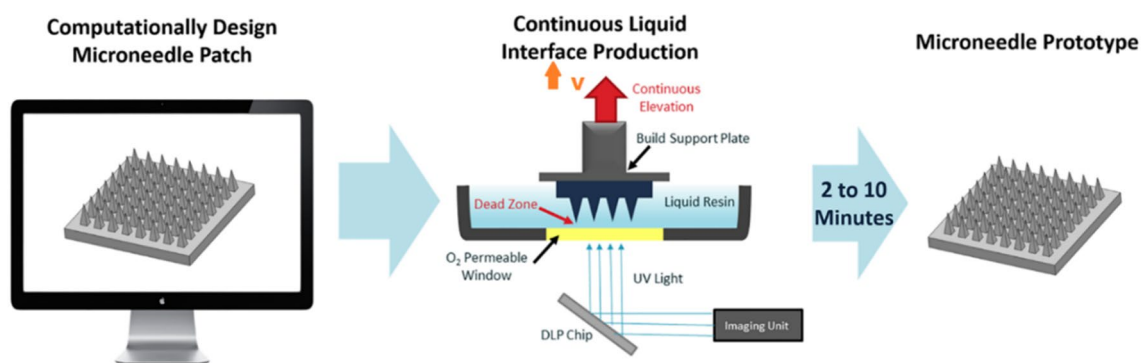 Computationally Design
Microneedle Patch
Continuous Liquid
Interface Production
V
Continuous
Elevation
Build Support Plate
Dead Zone
Liquid Resin
O₂ Permeable
Window
UV Light
DLP Chip
Imaging Unit
2 to 10
Minutes
Microneedle Prototype